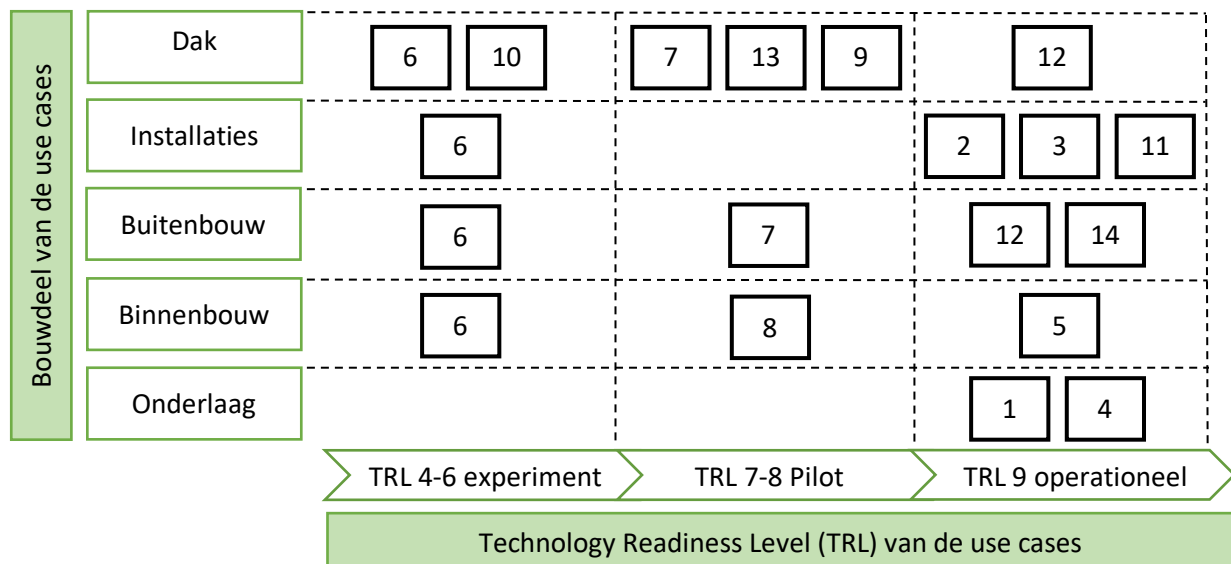 Bouwdeel van de use cases
Dak
6 10 7 13 9 12
Installaties
6 2 3 11
Buitenbouw
6 7 12 14
Binnenbouw
6 8 5
Onderlaag
1 4
TRL 4-6 experiment TRL 7-8 Pilot TRL 9 operationeel
Technology Readiness Level (TRL) van de use cases